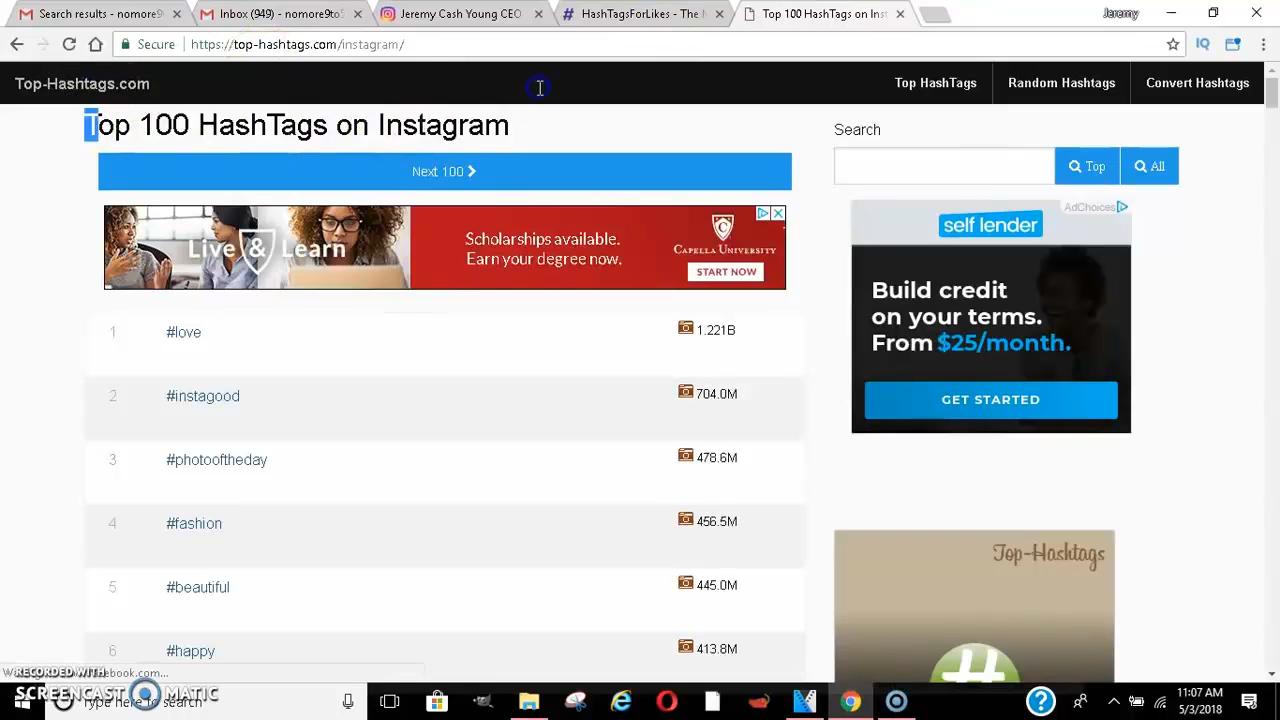 Search results - nomore9
Inbox (949) - nomore9to5
Jeremy Cash Young CEO
# HashTagsForLikes - The I
Top 100 HashTags on Inst
Jeremy
Secure
https://top-hashtags.com/instagram/
Top-Hashtags.com
Top HashTags
Random Hashtags
Convert Hashtags
Top 100 HashTags on Instagram
Search
Next 100
Top
All
Live & Learn
Scholarships available.
Earn your degree now.
CAPELLA UNIVERSITY
START NOW
AdChoices
self lender
Build credit
on your terms.
From $25/month.
GET STARTED
1 #love 1.221B
2 #instagood 704.0M
3 #photooftheday 478.6M
4 #fashion 456.5M
5 #beautiful 445.0M
6 #happy 413.8M
Top-Hashtags
#
RECORDED WITH
SCREENCAST MATIC
Type here to search
11:07 AM
5/3/2018